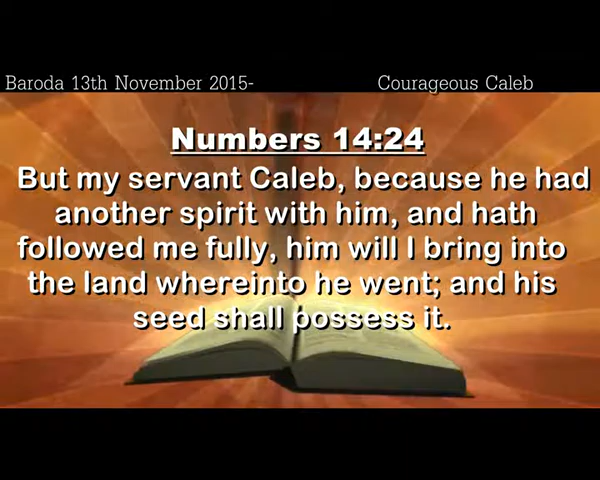 Baroda 13th November 2015-    Courageous Caleb
Numbers 14:24
But my servant Caleb, because he had
another spirit with him, and hath
followed me fully, him will I bring into
the land whereinto he went; and his
seed shall possess it.